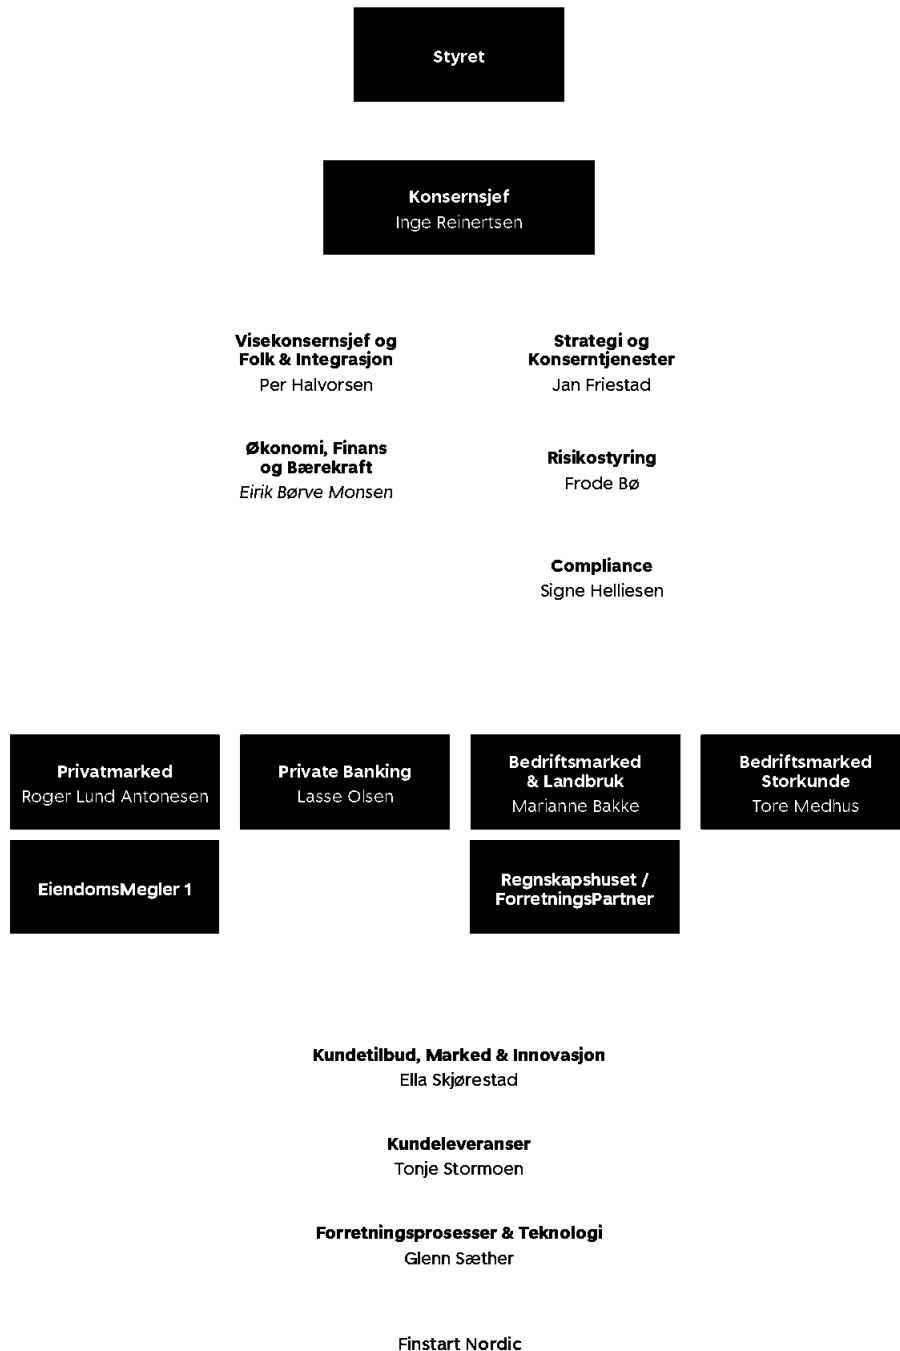 Styret
Konsernsjef
Inge Reinertsen
Visekonsernsjef og
Folk & Integrasjon
Per Halvorsen
Strategi og
Konserntjenester
Jan Friestad
Økonomi, Finans
og Bærekraft
Eirik Børve Monsen
Risikostyring
Frode Bø
Compliance
Signe Helliesen
Privatmarked
Roger Lund Antonesen
Private Banking
Lasse Olsen
Bedriftsmarked
& Landbruk
Marianne Bakke
Bedriftsmarked
Storkunde
Tore Medhus
EiendomsMegler 1
Regnskapshuset /
ForretningsPartner
Kundetilbud, Marked & Innovasjon
Ella Skjørestad
Kundeleveranser
Tonje Stormoen
Forretningsprosesser & Teknologi
Glenn Sæther
Finstart Nordic